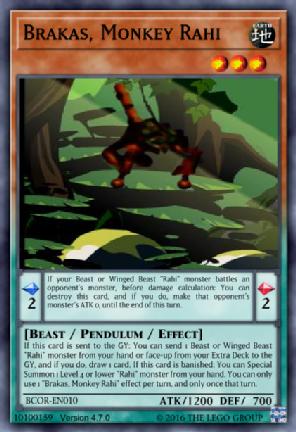 BRAKAS, MONKEY RAHI
EARTH
地
If your Beast or Winged Beast "Rahi" monster battles an
opponent's monster, before damage calculation: You can
destroy this card, and if you do, make that opponent's
monster's ATK 0, until the end of this turn.
2
2
[BEAST / PENDULUM / EFFECT]
If this card is sent to the GY: You can send 1 Beast or Winged Beast
"Rahi" monster from your hand or face-up from your Extra Deck to the
GY, and if you do, draw 1 card. If this card is banished: You can Special
Summon 1 Level 4 or lower "Rahi" monster from your hand. You can only
use 1 "Brakas, Monkey Rahi" effect per turn, and only once that turn.
BCOR-EN010
ATK/1200 DEF/ 700
10100159 Version 4.7.0
©2016 THE LEGO GROUP